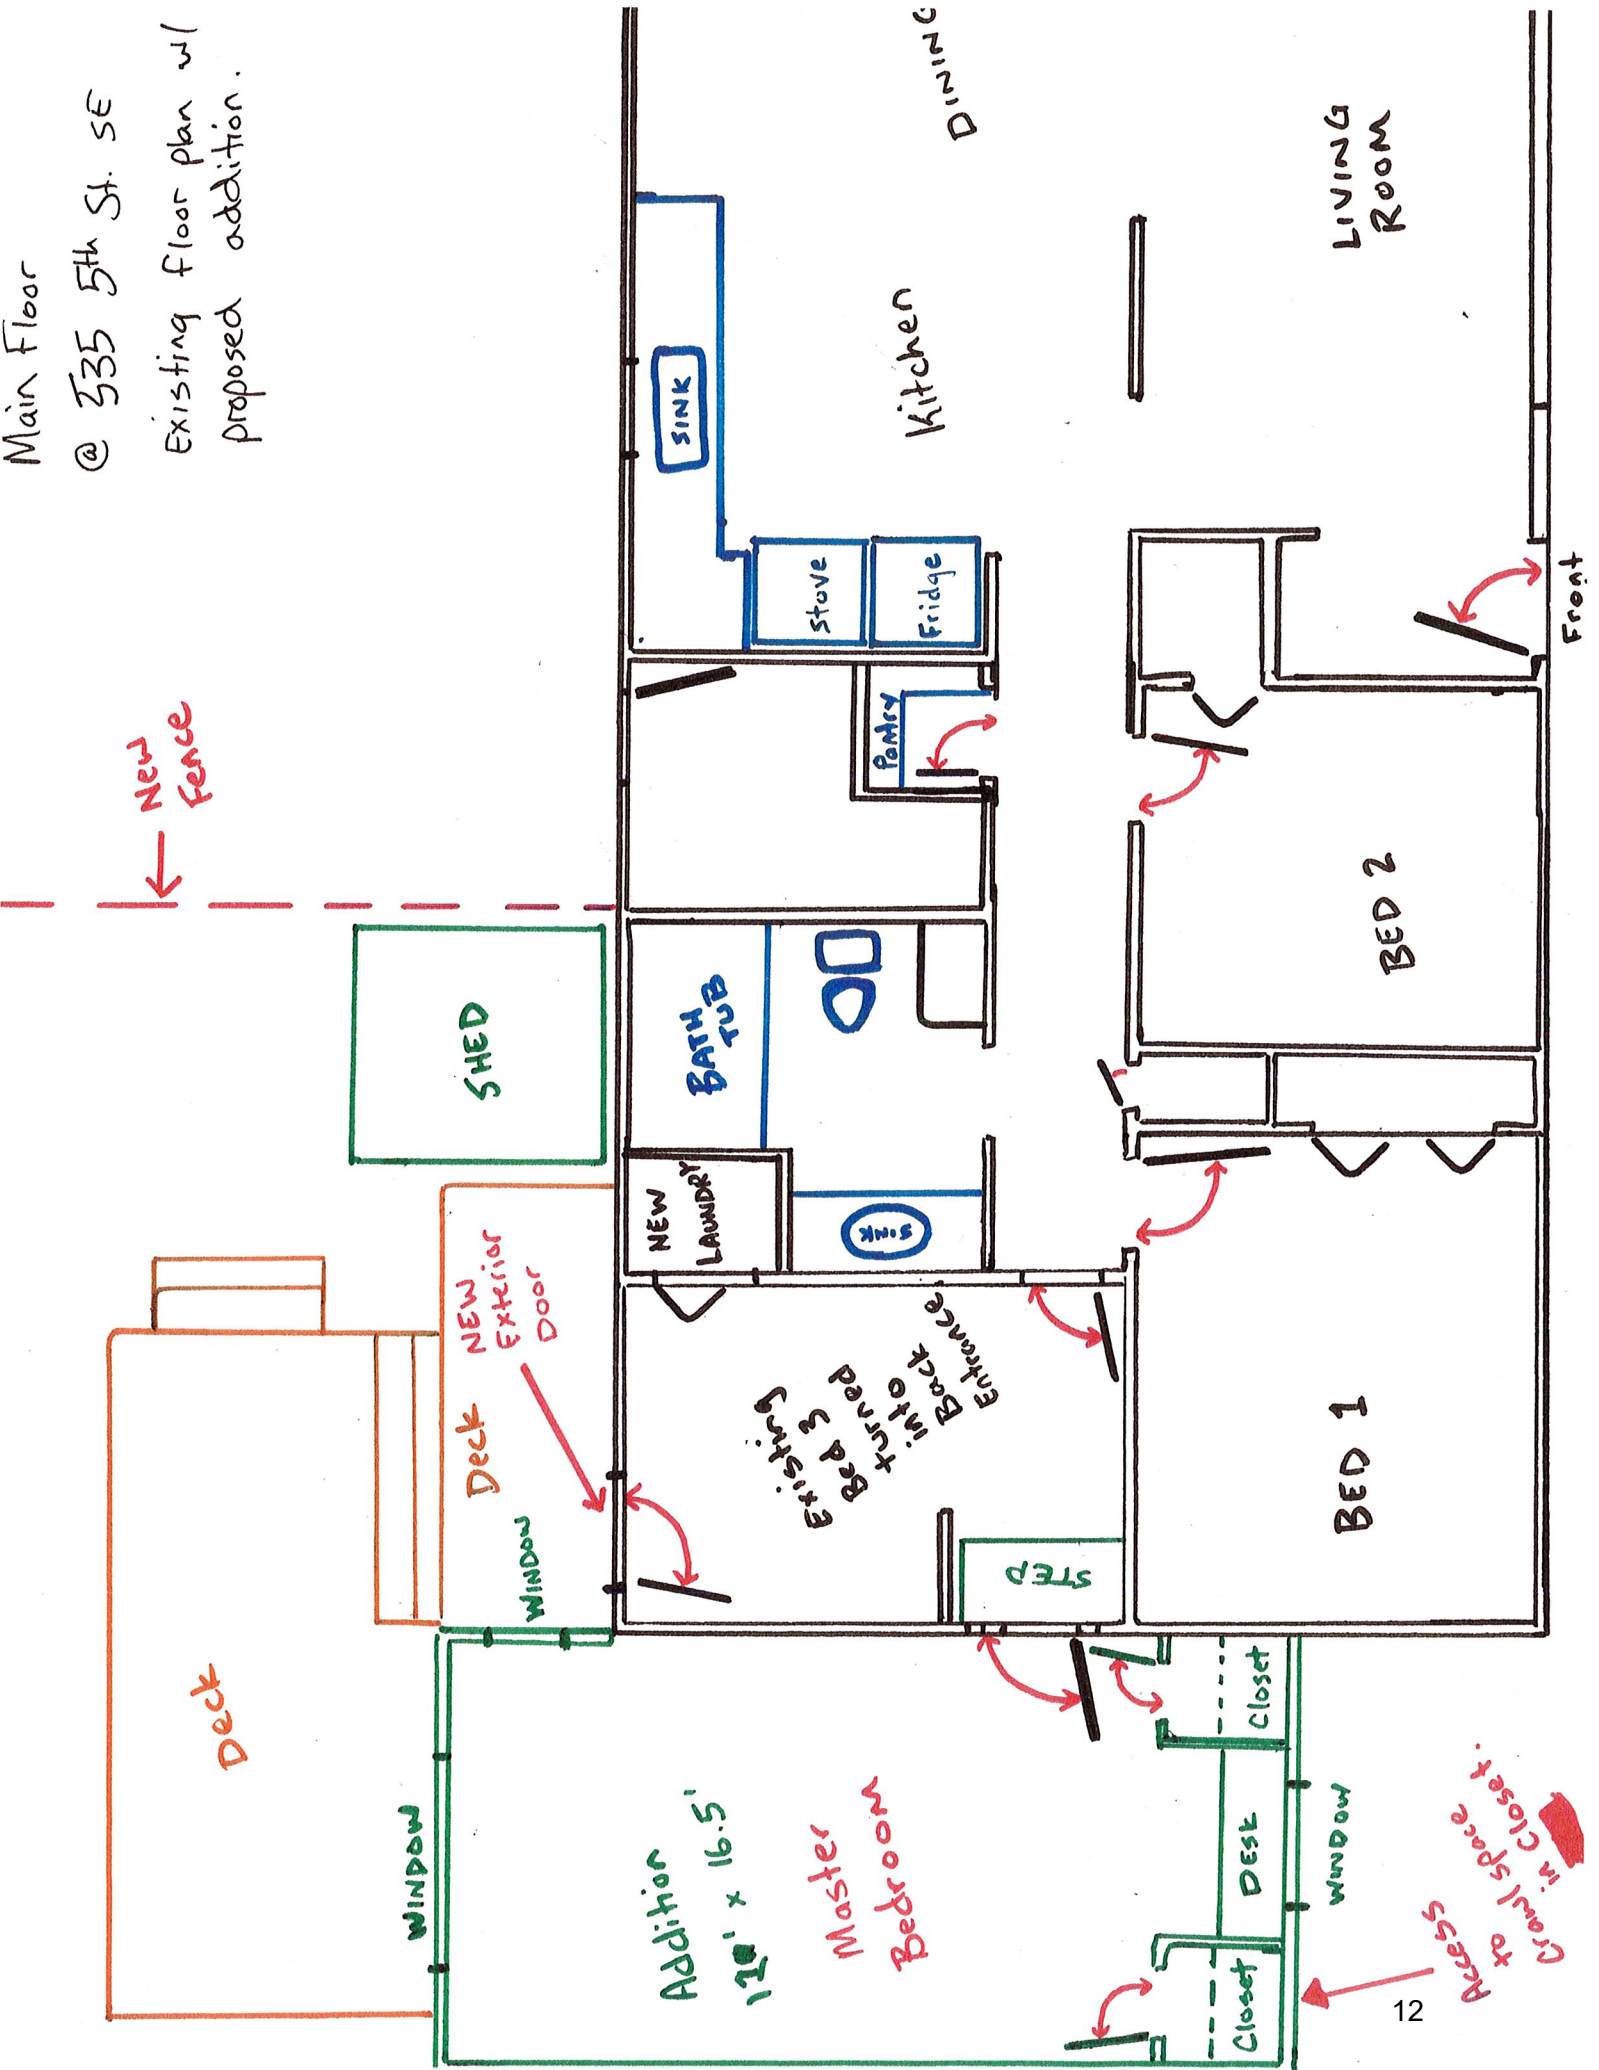 Main Floor
@ 535 5th St. SE
Existing floor plan w/
proposed addition.
New
Fence
SHED
Deck
Deck
NEW
Exterior
Door
WINDOW
WINDOW
SINK
Stove
Fridge
Kitchen
DINING
LIVING
ROOM
Pantry
BATH
TUB
NEW
LAUNDRY
SINK
Existing
Bed 3
turned
into
Back
Entrance.
STEP
BED 2
BED 1
Front
Addition
x 16.5'
Master
Bedroom
Closet
DESK
Closet
WINDOW
Access
to
Crawl space
in Closet.
12